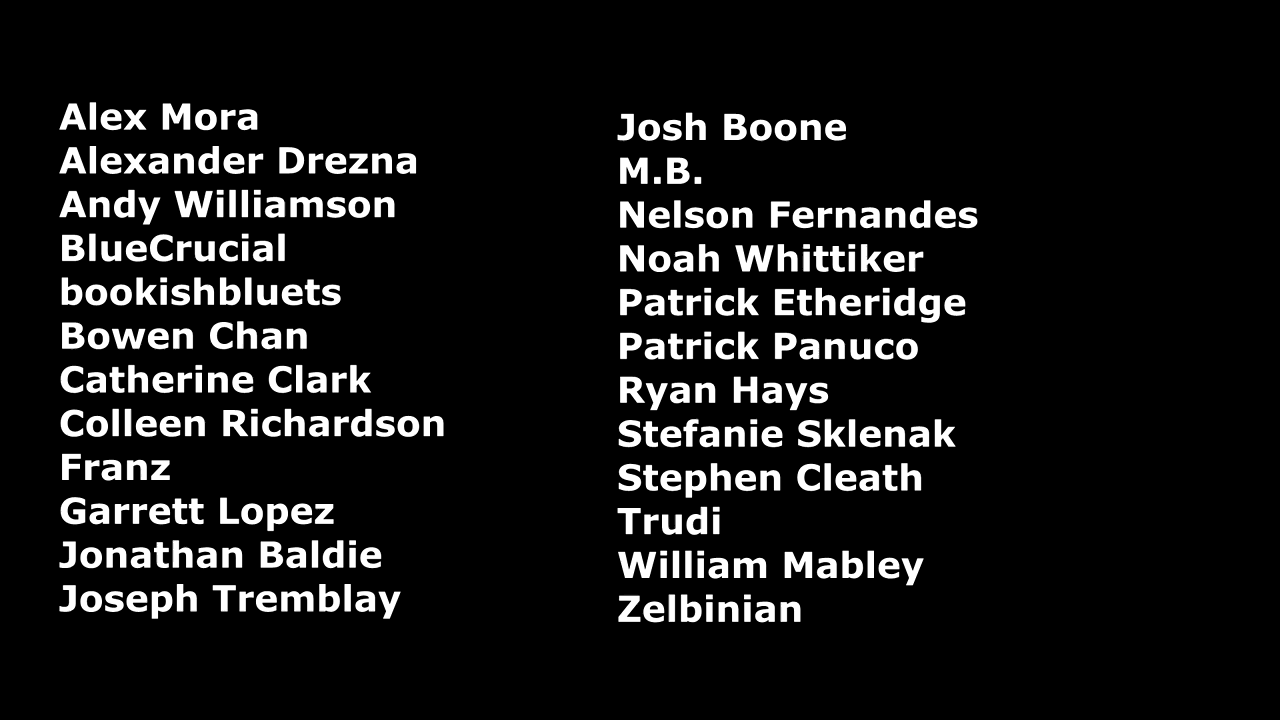 Alex Mora
Alexander Drezna
Andy Williamson
BlueCrucial
bookishbluets
Bowen Chan
Catherine Clark
Colleen Richardson
Franz
Garrett Lopez
Jonathan Baldie
Joseph Tremblay
Josh Boone
M.B.
Nelson Fernandes
Noah Whittiker
Patrick Etheridge
Patrick Panuco
Ryan Hays
Stefanie Sklenak
Stephen Cleath
Trudi
William Mabley
Zelbinian